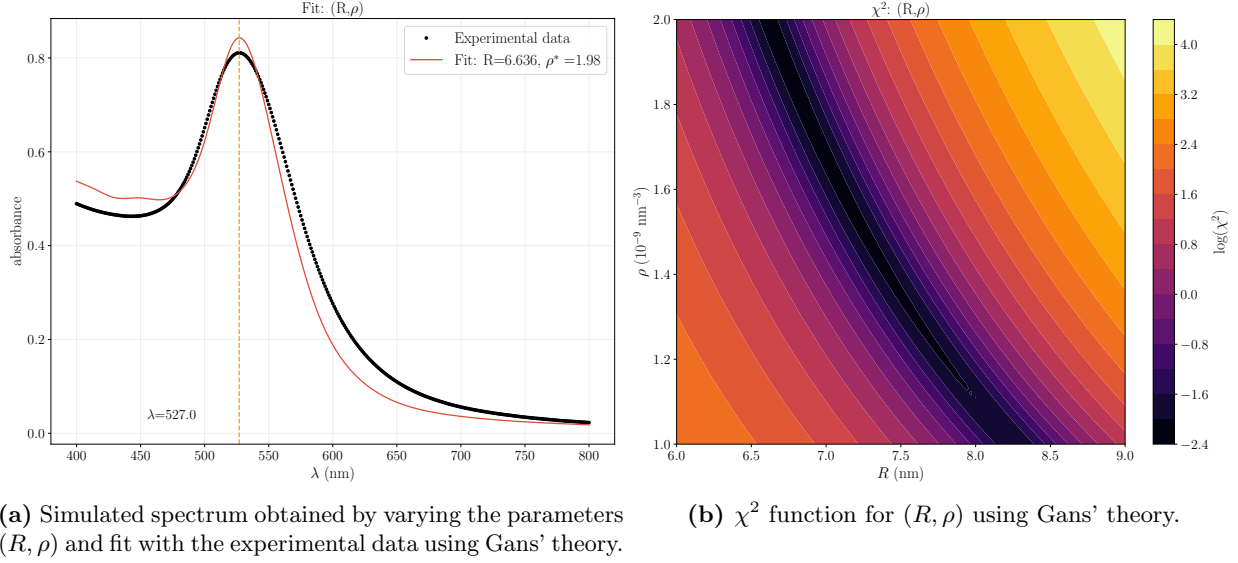 Fit: (R,ρ)
Experimental data
Fit: R=6.636, ρ* =1.98
0.8
0.6
0.4
0.2
0.0
absorbance
λ=527.0
400 450 500 550 600 650 700 750 800
λ (nm)
(a) Simulated spectrum obtained by varying the parameters
(R, ρ) and fit with the experimental data using Gans’ theory.
χ²: (R,ρ)
2.0
1.8
1.6
1.4
1.2
1.0
ρ (10⁻⁹ nm⁻³)
6.0 6.5 7.0 7.5 8.0 8.5 9.0
R (nm)
4.0
3.2
2.4
1.6
0.8
0.0
−0.8
−1.6
−2.4
log(χ²)
(b) χ² function for (R, ρ) using Gans’ theory.